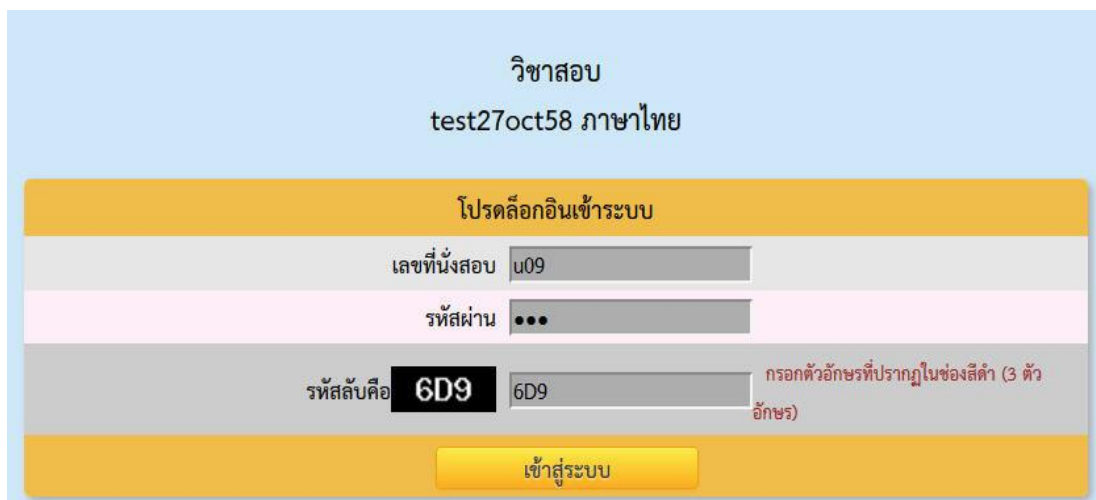 วิชาสอบ
test27oct58 ภาษาไทย
โปรดล็อกอินเข้าระบบ
เลขที่นั่งสอบ u09
รหัสผ่าน •••
รหัสลับคือ 6D9 6D9 กรอกตัวอักษรที่ปรากฏในช่องสีดำ (3 ตัว
อักษร)
เข้าสู่ระบบ